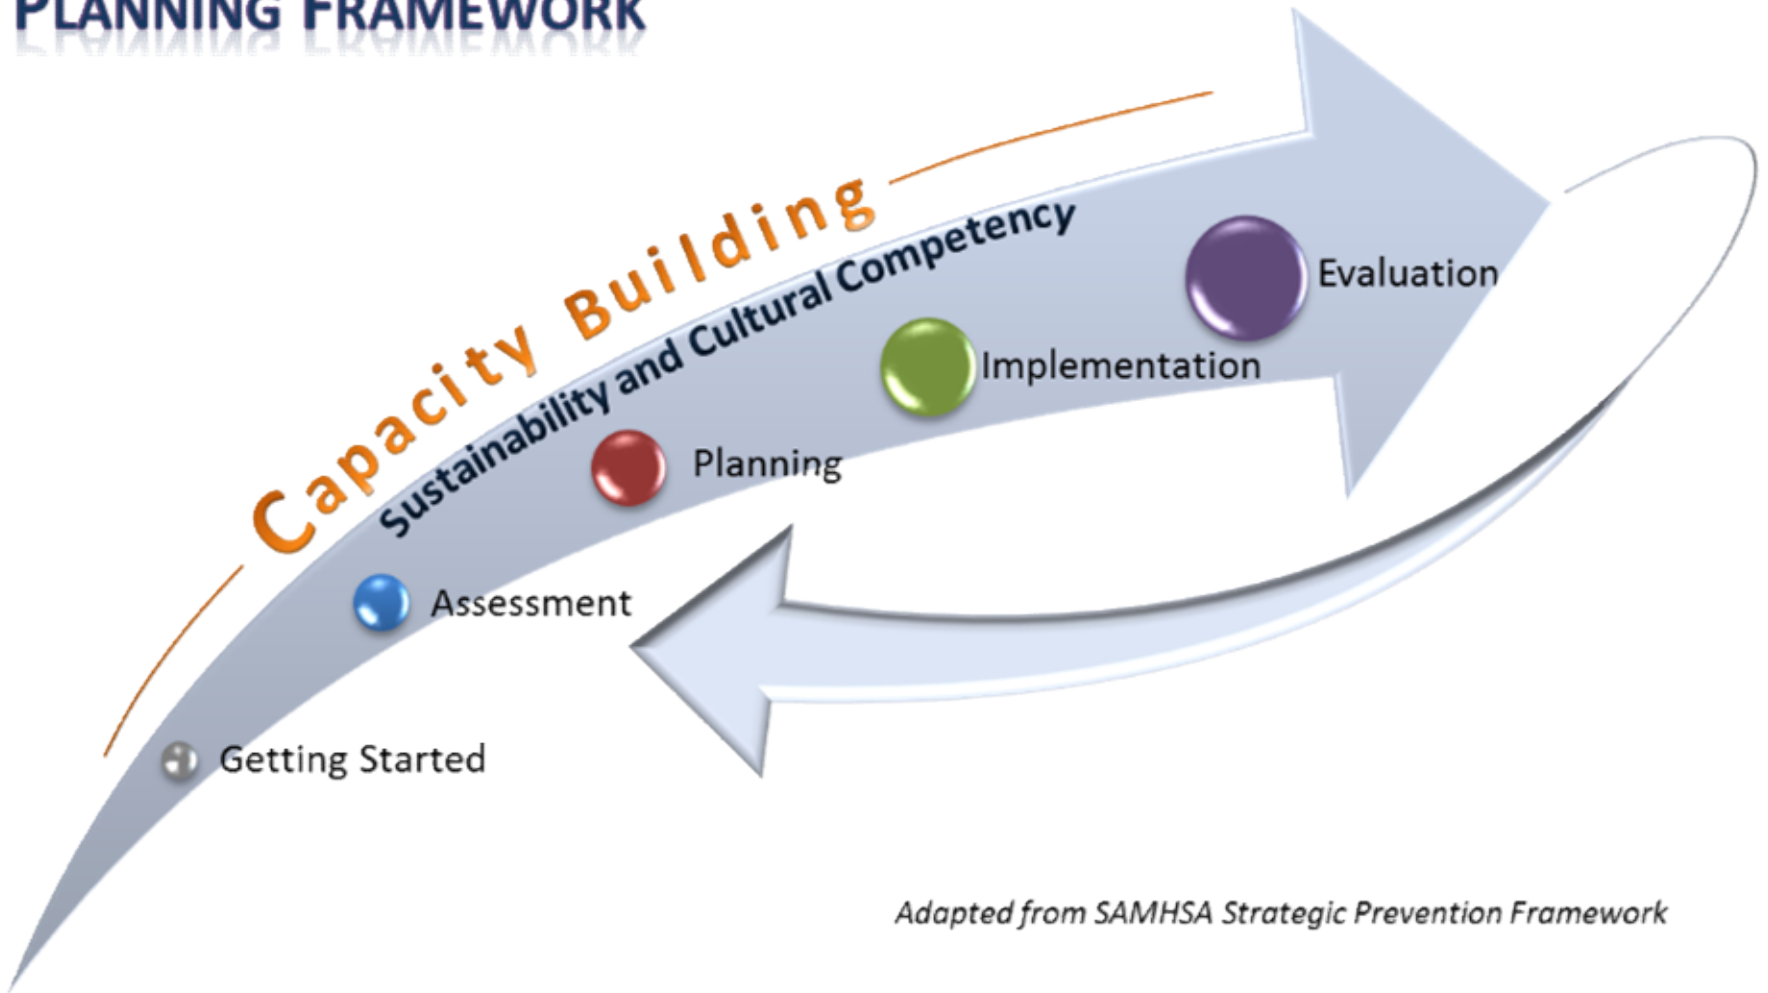 PLANNING FRAMEWORK
Capacity Building
Sustainability and Cultural Competency
Evaluation
Implementation
Planning
Assessment
Getting Started
Adapted from SAMHSA Strategic Prevention Framework